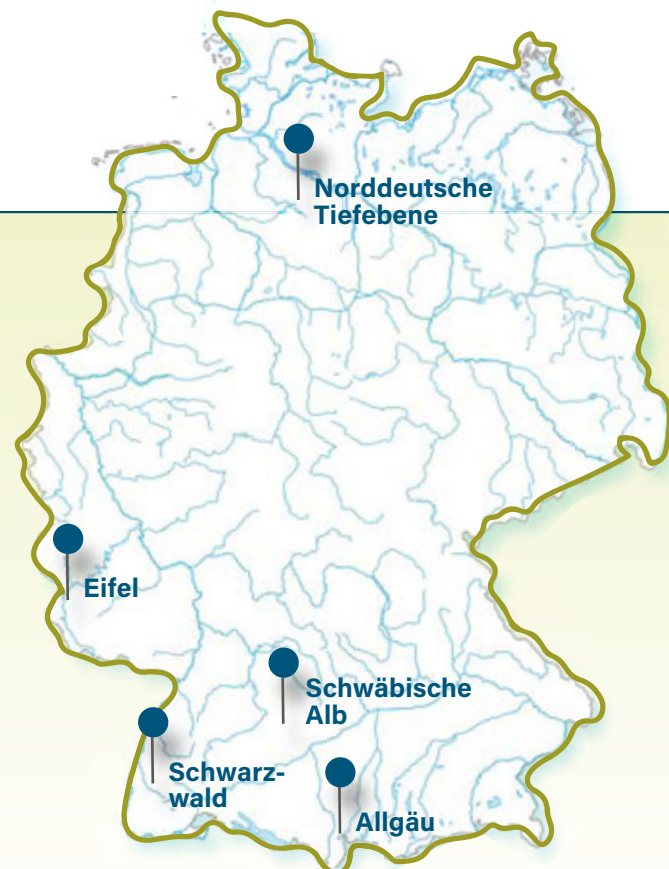 Norddeutsche
Tiefebene
Eifel
Schwäbische
Alb
Schwarz-
wald
Allgäu